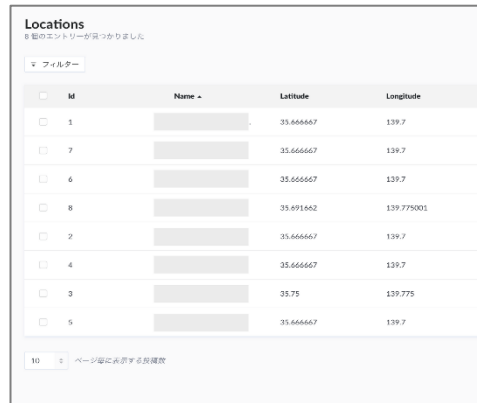 Locations
8 個のエントリーが見つかりました
フィルター
Id Name Latitude Longitude
1 35.666667 139.7
7 35.666667 139.7
6 35.666667 139.7
8 35.691662 139.775001
2 35.666667 139.7
4 35.666667 139.7
3 35.75 139.775
5 35.666667 139.7
10 ページ毎に表示する投稿数